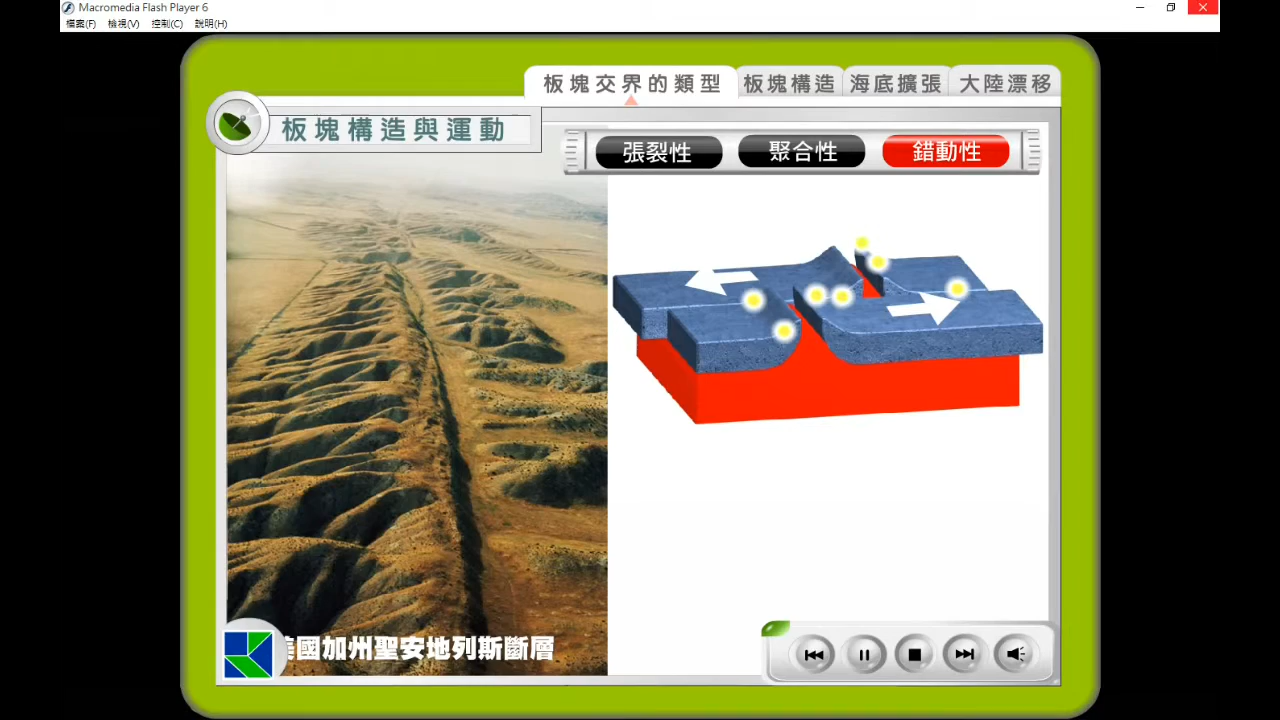 Macromedia Flash Player 6
檔案(F) 檢視(V) 控制(C) 說明(H)
板塊交界的類型 板塊構造 海底擴張 大陸漂移
板塊構造與運動
張裂性 聚合性 錯動性
美國加州聖安地列斯斷層